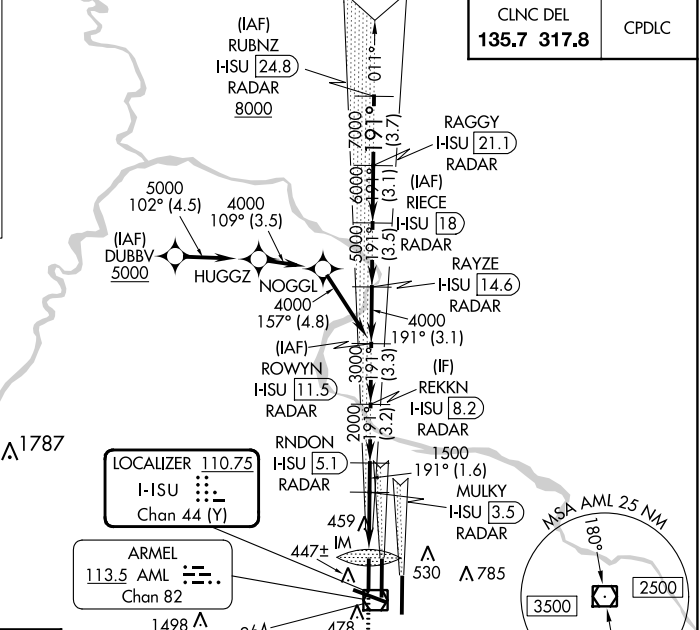 CLNC DEL
135.7 317.8
CPDLC
(IAF)
RUBNZ
I-ISU 24.8
RADAR
8000
011°
7000
191°
(3.7)
RAGGY
I-ISU 21.1
RADAR
6000
191°
(3.1)
(IAF)
RIECE
I-ISU 18
RADAR
5000
102° (4.5)
4000
109° (3.5)
(IAF)
DUBBV
5000
HUGGZ
NOGGL
4000
157° (4.8)
5000
191°
(3.5)
RAYZE
I-ISU 14.6
RADAR
4000
191° (3.1)
(IAF)
ROWYN
I-ISU 11.5
RADAR
3000
191°
(3.3)
(IF)
REKKN
I-ISU 8.2
RADAR
2000
191°
(3.2)
RNDON
I-ISU 5.1
RADAR
1500
191° (1.6)
MULKY
I-ISU 3.5
RADAR
1787
LOCALIZER 110.75
I-ISU
Chan 44 (Y)
ARMEL
113.5 AML
Chan 82
459
IM
447±
530
785
1498
478
MSA AML 25 NM
180°
2500
3500